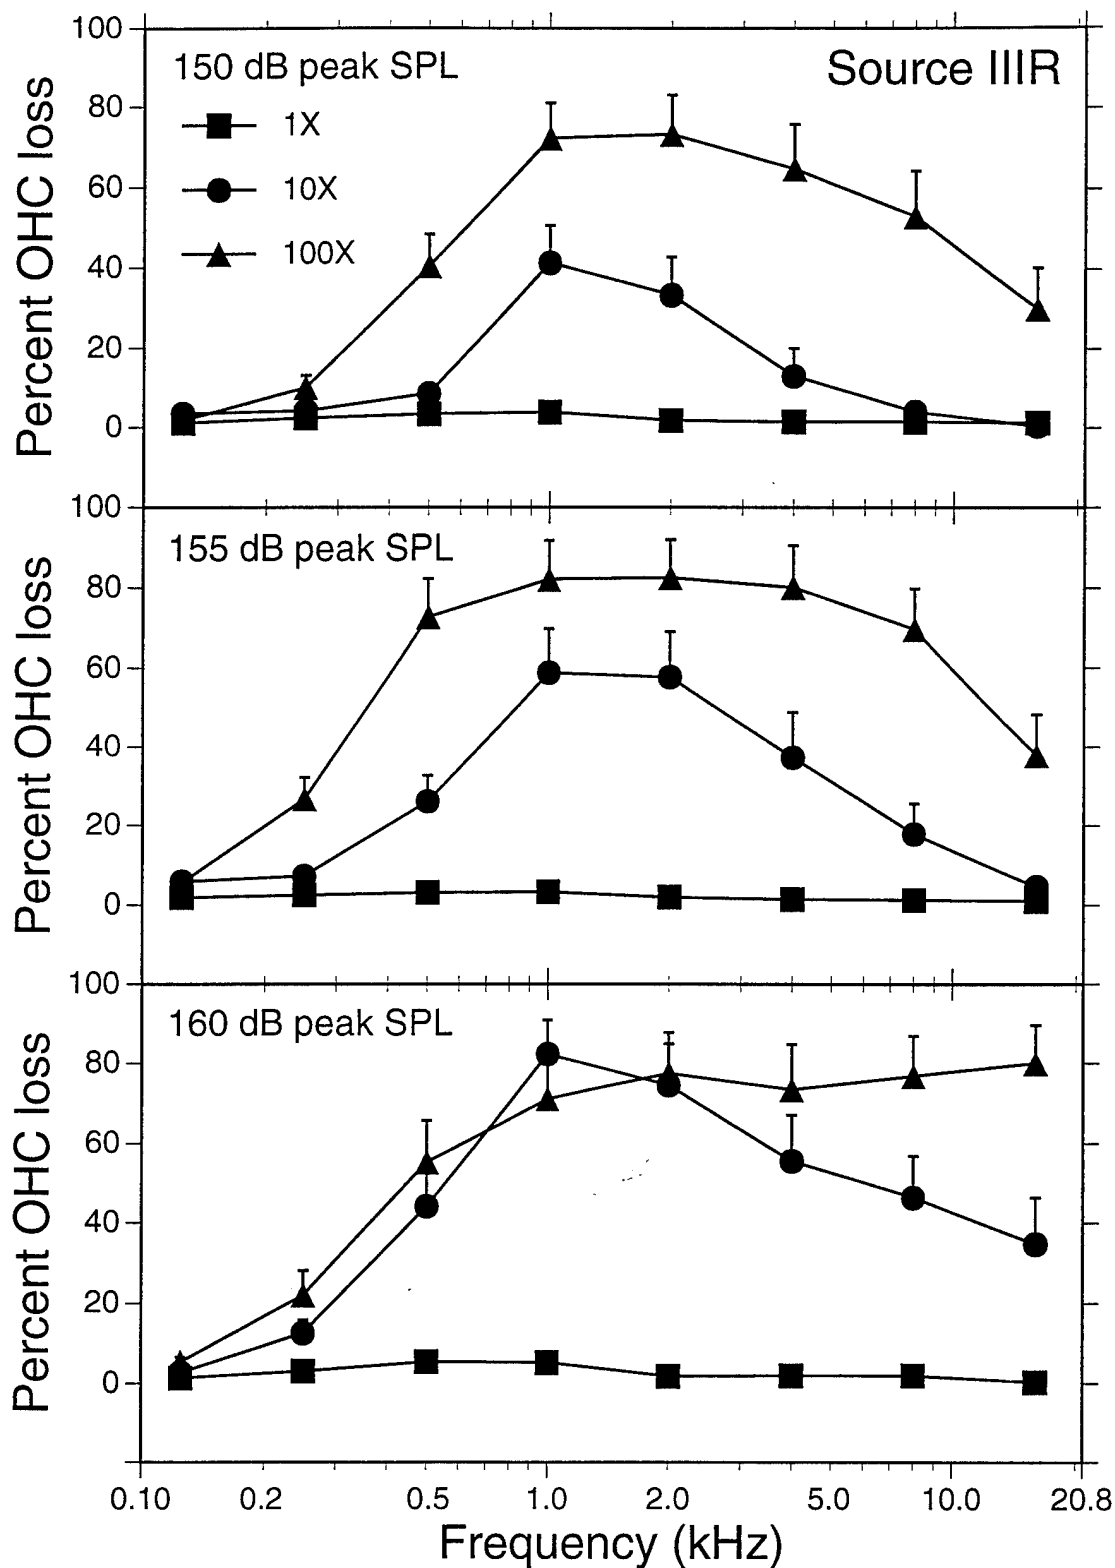 100
80
60
40
20
0
Percent OHC loss
150 dB peak SPL
Source IIIR
1X
10X
100X
100
80
60
40
20
0
Percent OHC loss
155 dB peak SPL
100
80
60
40
20
0
Percent OHC loss
160 dB peak SPL
0.10 0.2 0.5 1.0 2.0 5.0 10.0 20.8
Frequency (kHz)